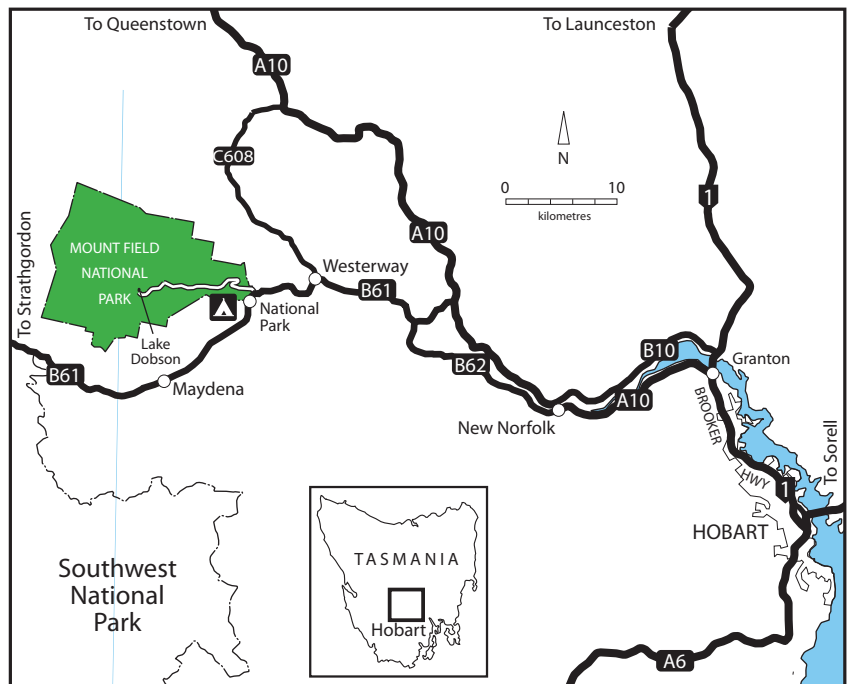 To Queenstown
To Launceston
A10
C608
N
0 10
kilometres
1
A10
To Strathgordon
MOUNT FIELD
NATIONAL
PARK
Westerway
B61
National
Park
Lake
Dobson
B61
Maydena
B62
B10
Granton
A10
New Norfolk
BROOKER
HWY
1
To Sorell
HOBART
TASMANIA
Hobart
Southwest
National
Park
A6